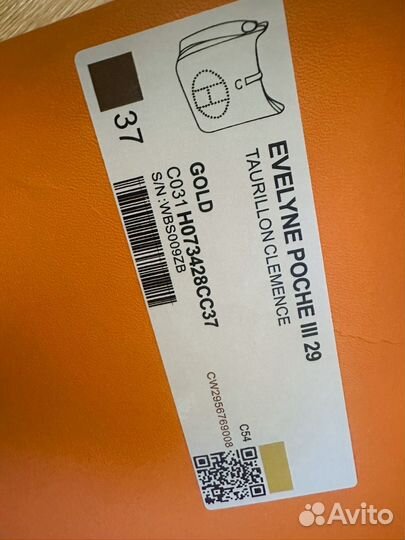 EVELYNE POCHE III 29
TAURILLON CLEMENCE
GOLD
C031 H073428CC37
S/N:WBS009ZB
37
H
C54
CW2956769008
Avito